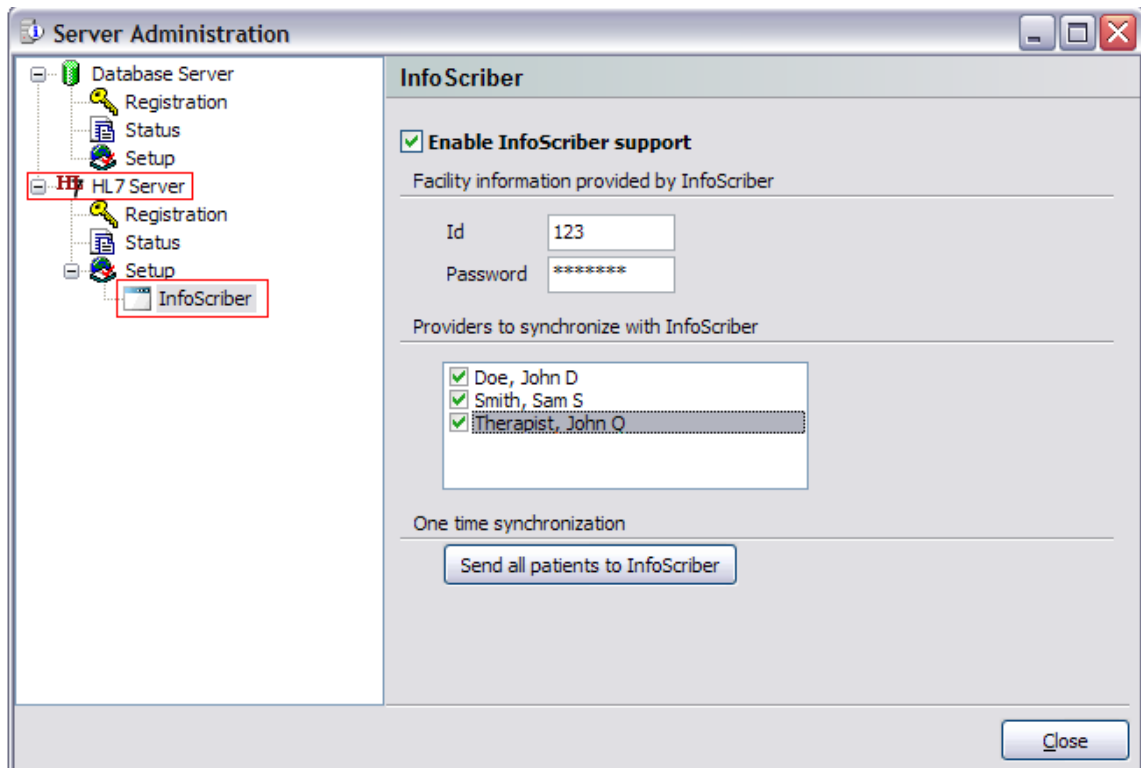 Server Administration
Database Server
Registration
Status
Setup
HL7 HL7 Server
Registration
Status
Setup
InfoScriber
InfoScriber
Enable InfoScriber support
Facility information provided by InfoScriber
Id 123
Password *******
Providers to synchronize with InfoScriber
Doe, John D
Smith, Sam S
Therapist, John Q
One time synchronization
Send all patients to InfoScriber
Close